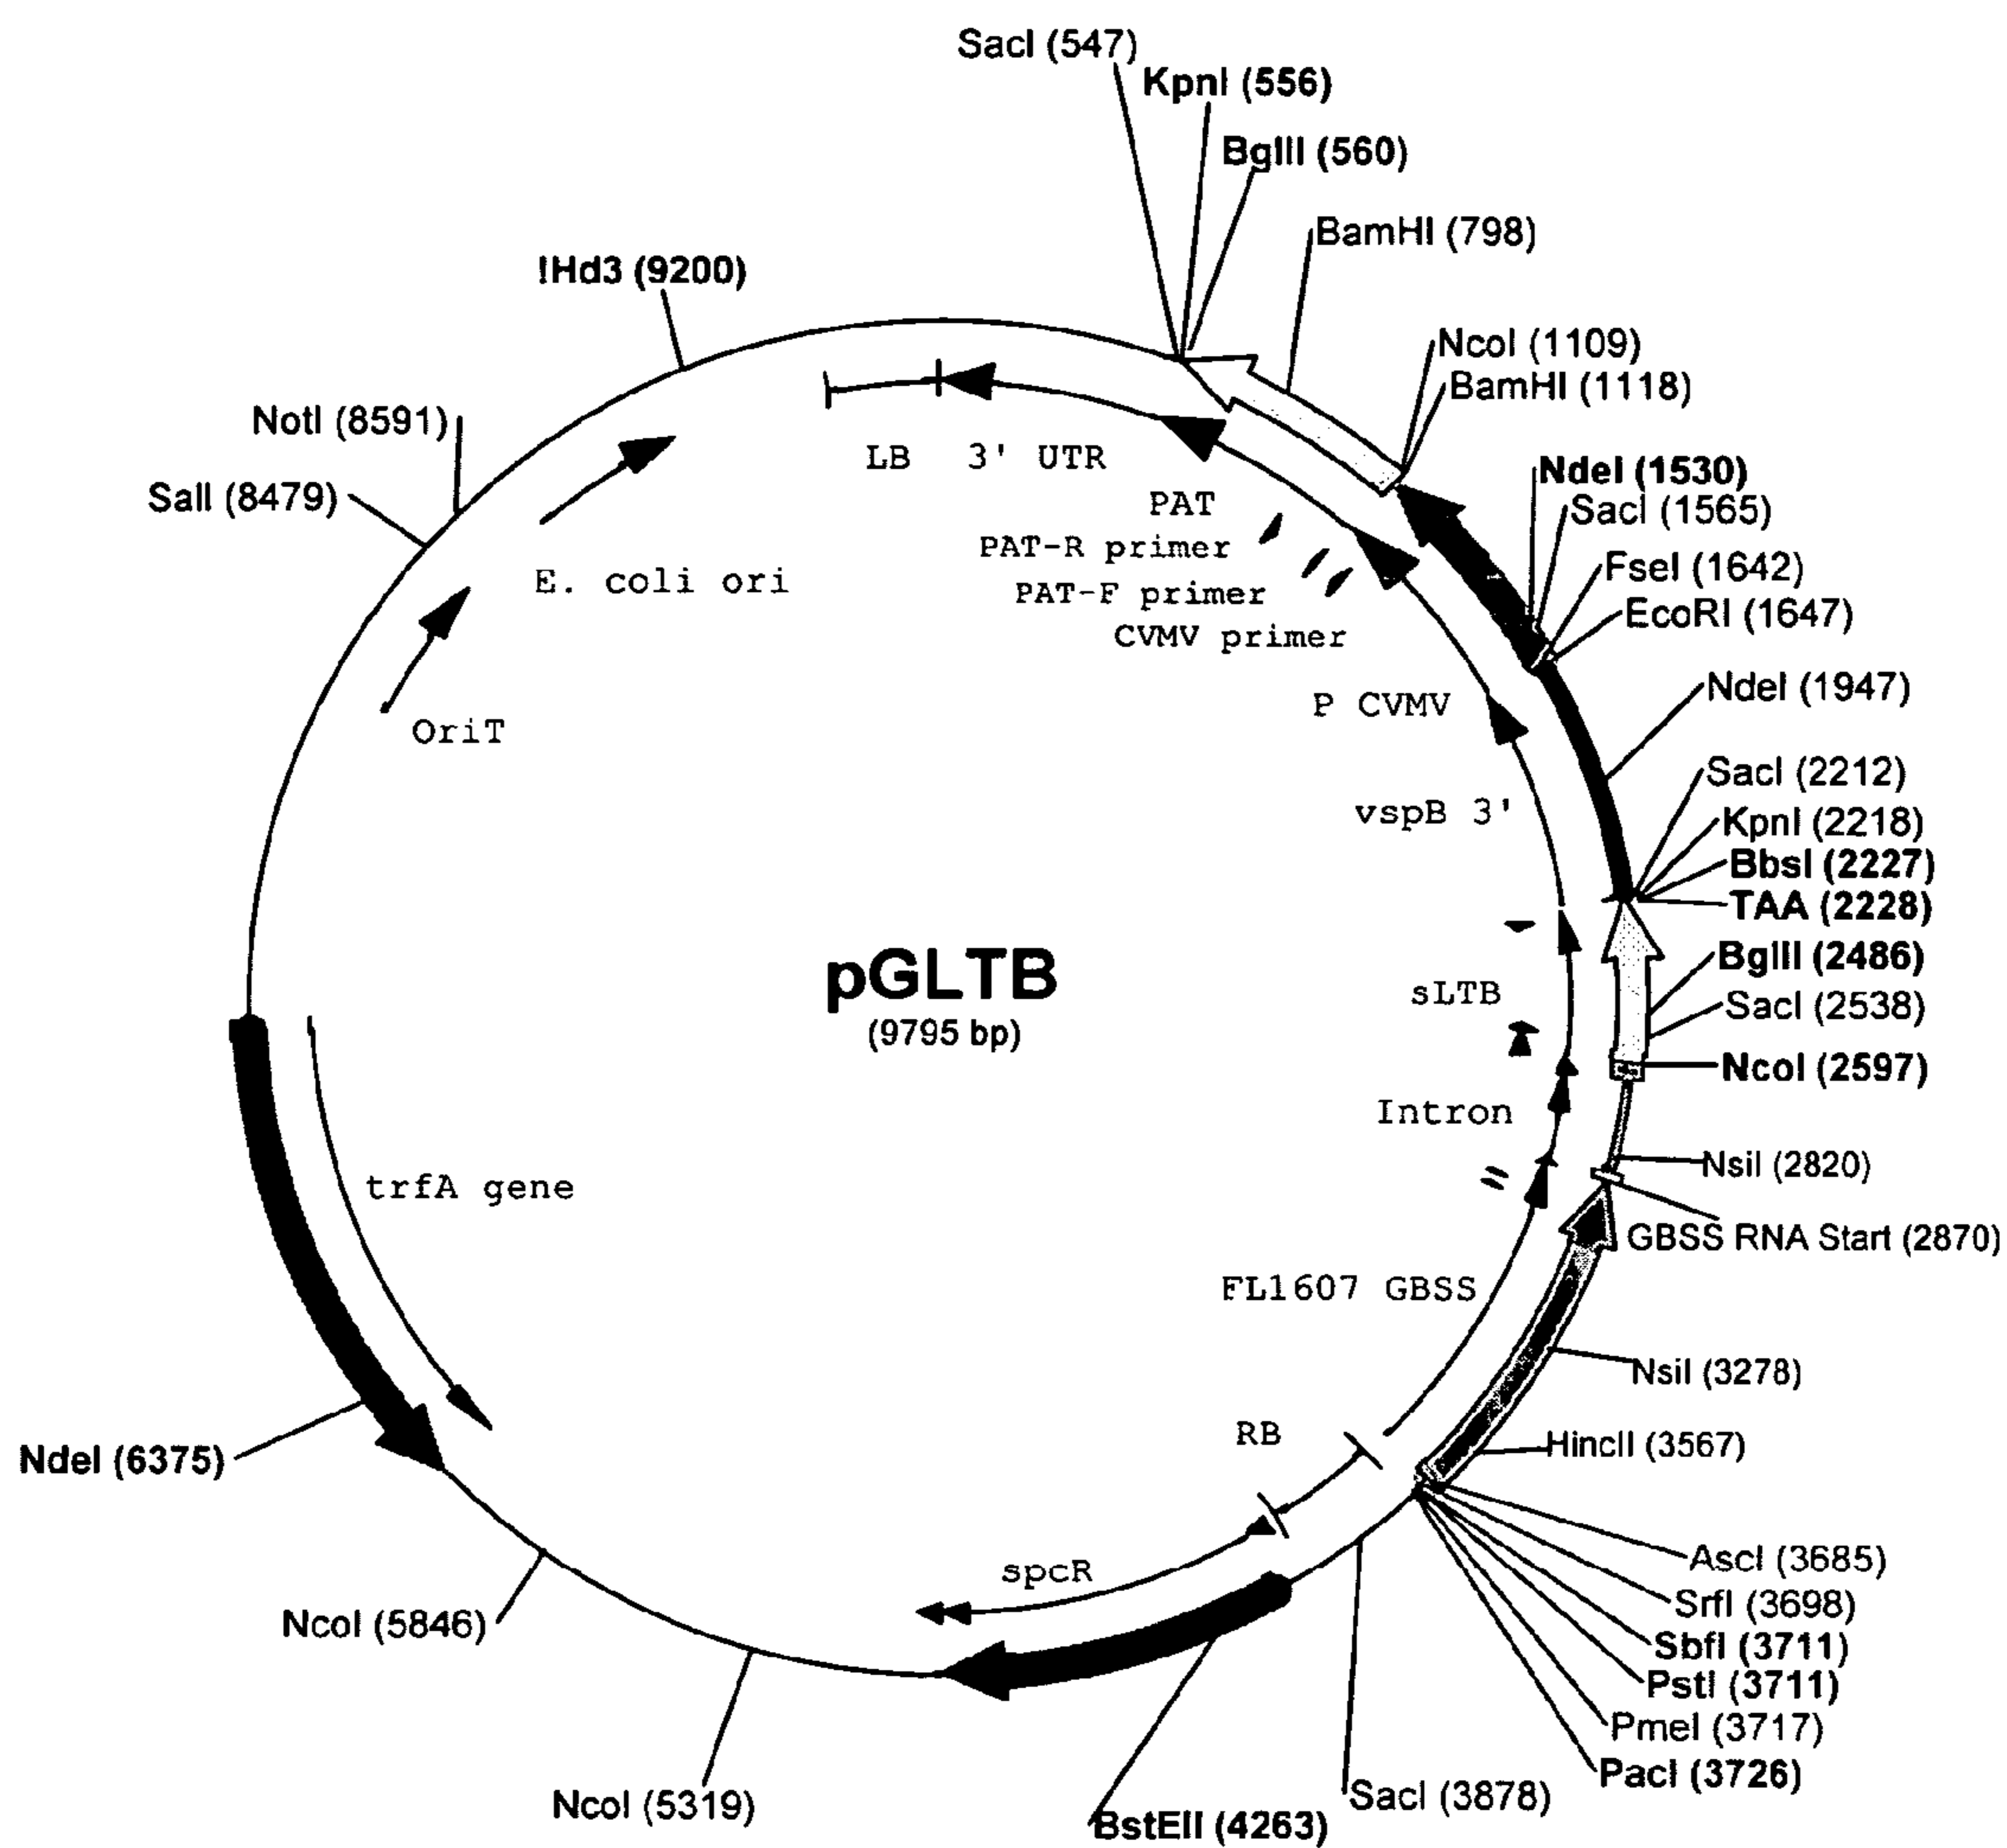 SacI (547)
KpnI (556)
BglII (560)
BamHI (798)
!Hd3 (9200)
NcoI (1109)
BamHI (1118)
NotI (8591)
SalI (8479)
LB
3' UTR
NdeI (1530)
SacI (1565)
PAT
PAT-R primer
FseI (1642)
E. coli ori
PAT-F primer
EcoRI (1647)
CVMV primer
NdeI (1947)
P CVMV
OriT
SacI (2212)
vspB 3'
KpnI (2218)
BbsI (2227)
TAA (2228)
pGLTB
(9795 bp)
BglII (2486)
sLTB
SacI (2538)
NcoI (2597)
Intron
NsiI (2820)
trfA gene
GBSS RNA Start (2870)
FL1607 GBSS
NsiI (3278)
RB
HincII (3567)
NdeI (6375)
AscI (3685)
spcR
SrfI (3698)
NcoI (5846)
SbfI (3711)
PstI (3711)
PmeI (3717)
PacI (3726)
NcoI (5319)
SacI (3878)
BstEII (4263)